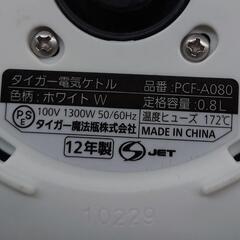 タイガー電気ケトル 品番:PCF-A080
色柄:ホワイト W 定格容量:0.8L
PSE 100V 1300W 50/60Hz 温度ヒューズ 172℃
タイガー魔法瓶株式会社 MADE IN CHINA
12年製 S JET
10229